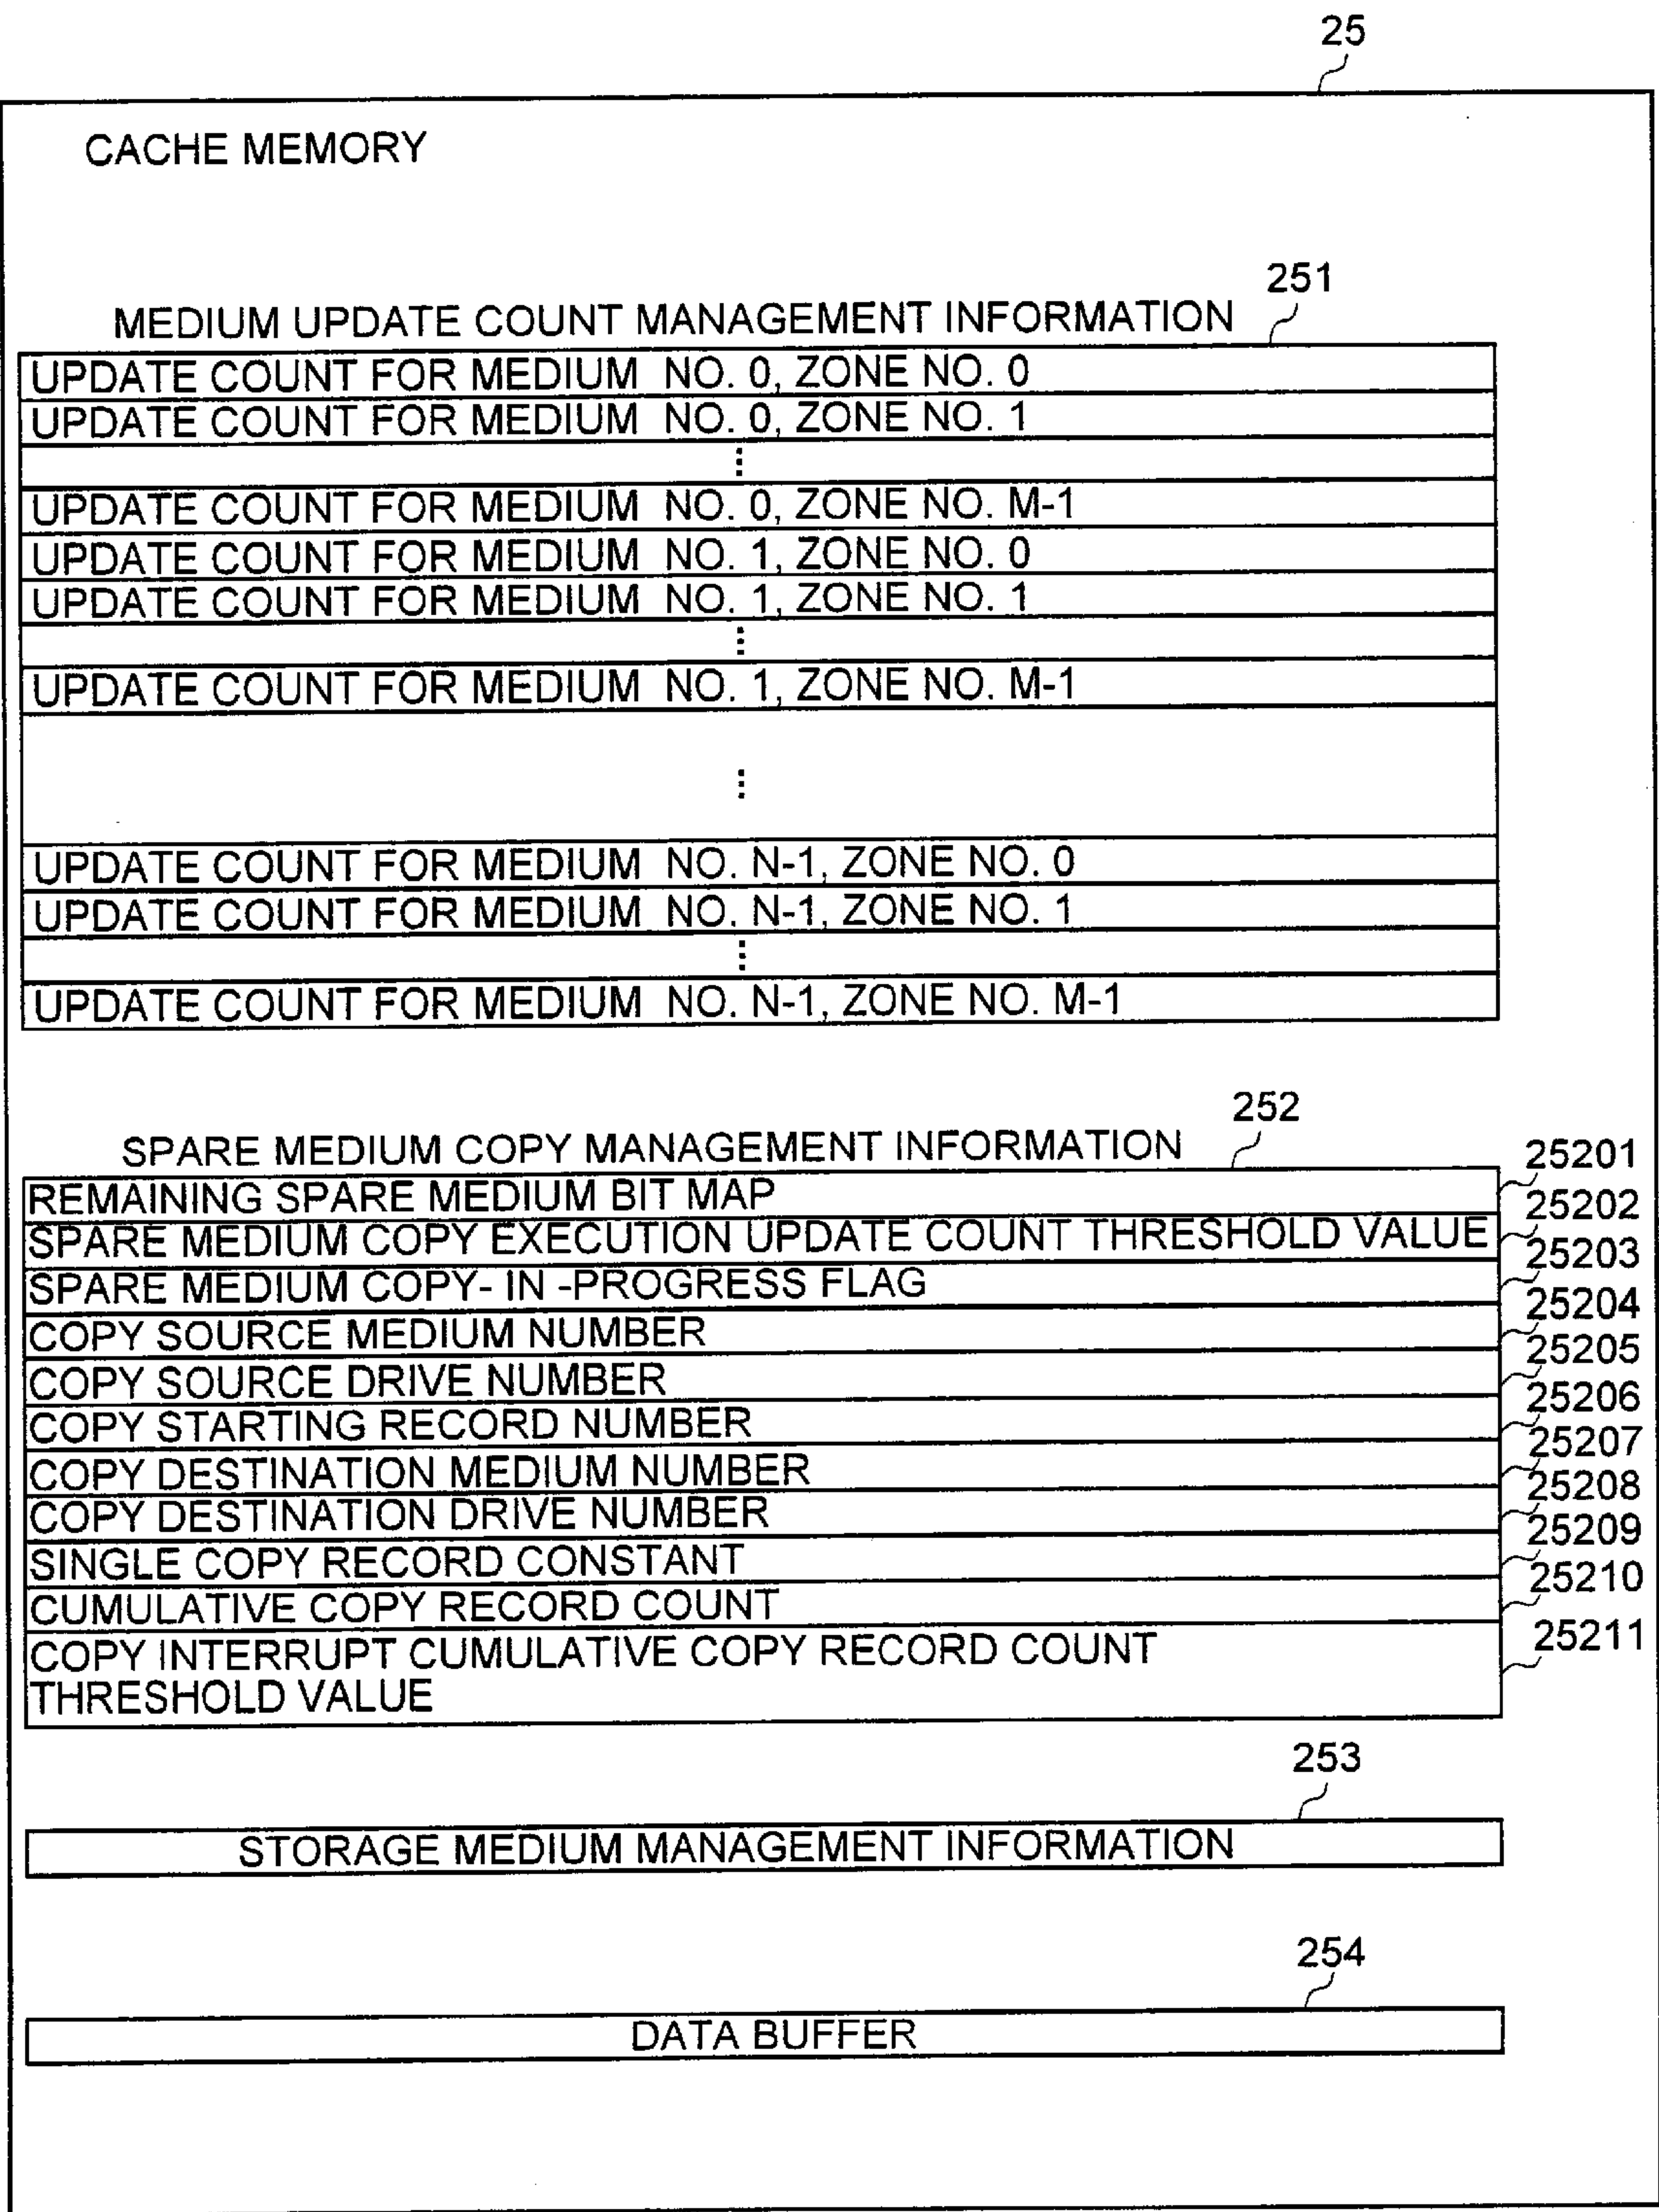 25
CACHE MEMORY
251
MEDIUM UPDATE COUNT MANAGEMENT INFORMATION
UPDATE COUNT FOR MEDIUM NO. 0, ZONE NO. 0
UPDATE COUNT FOR MEDIUM NO. 0, ZONE NO. 1
⋮
UPDATE COUNT FOR MEDIUM NO. 0, ZONE NO. M-1
UPDATE COUNT FOR MEDIUM NO. 1, ZONE NO. 0
UPDATE COUNT FOR MEDIUM NO. 1, ZONE NO. 1
⋮
UPDATE COUNT FOR MEDIUM NO. 1, ZONE NO. M-1
⋮
UPDATE COUNT FOR MEDIUM NO. N-1, ZONE NO. 0
UPDATE COUNT FOR MEDIUM NO. N-1, ZONE NO. 1
⋮
UPDATE COUNT FOR MEDIUM NO. N-1, ZONE NO. M-1
252
SPARE MEDIUM COPY MANAGEMENT INFORMATION
REMAINING SPARE MEDIUM BIT MAP 25201
SPARE MEDIUM COPY EXECUTION UPDATE COUNT THRESHOLD VALUE 25202
SPARE MEDIUM COPY- IN -PROGRESS FLAG 25203
COPY SOURCE MEDIUM NUMBER 25204
COPY SOURCE DRIVE NUMBER 25205
COPY STARTING RECORD NUMBER 25206
COPY DESTINATION MEDIUM NUMBER 25207
COPY DESTINATION DRIVE NUMBER 25208
SINGLE COPY RECORD CONSTANT 25209
CUMULATIVE COPY RECORD COUNT 25210
COPY INTERRUPT CUMULATIVE COPY RECORD COUNT 25211
THRESHOLD VALUE
253
STORAGE MEDIUM MANAGEMENT INFORMATION
254
DATA BUFFER